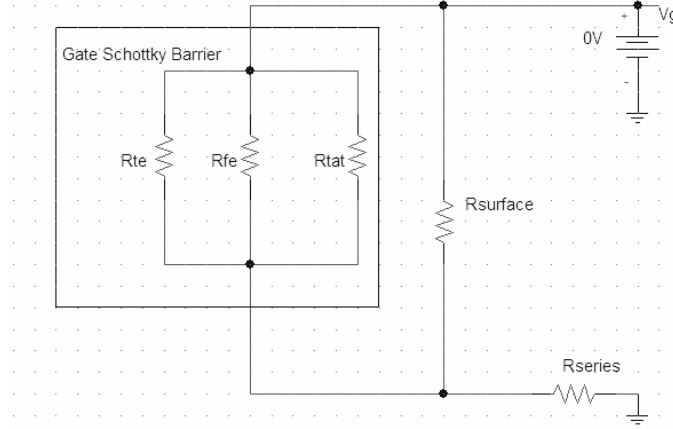 + Vg
Gate Schottky Barrier 0V
-
Rte Rfe Rtat
Rsurface
Rseries